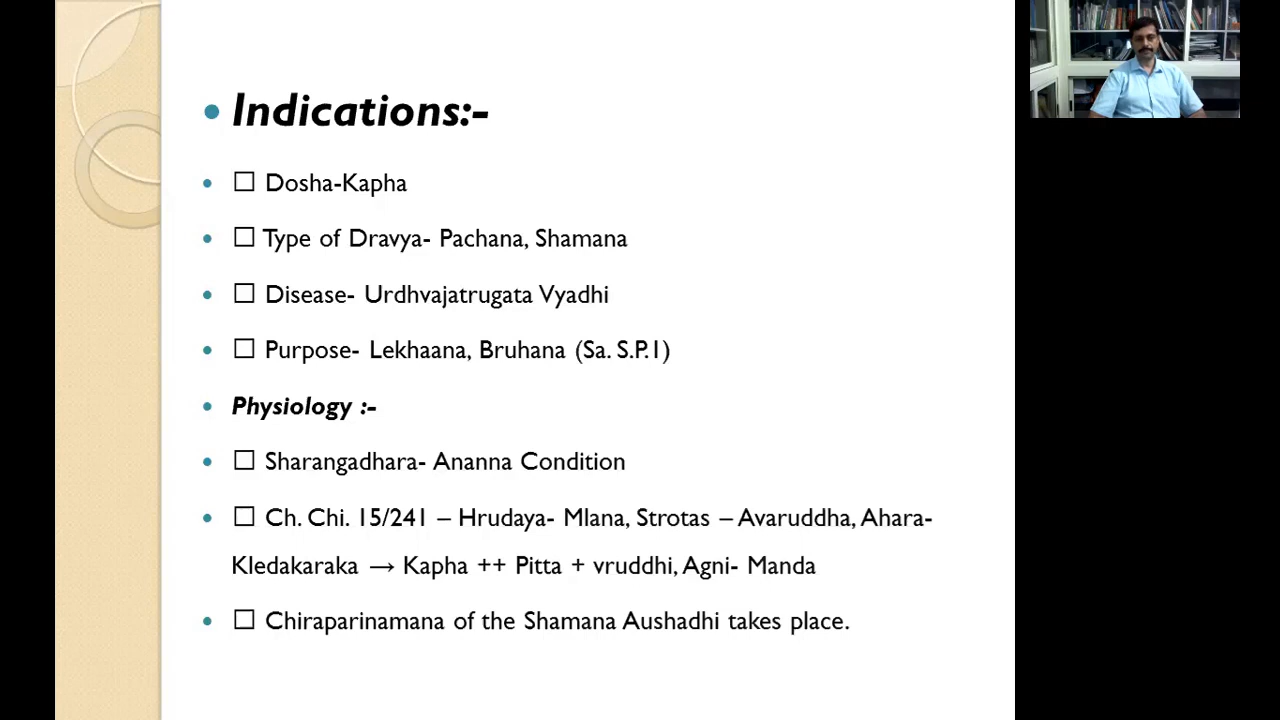 • Indications:-
• □ Dosha-Kapha
• □ Type of Dravya- Pachana, Shamana
• □ Disease- Urdhvajatrugata Vyadhi
• □ Purpose- Lekhaana, Bruhana (Sa. S.P.1)
• Physiology :-
• □ Sharangadhara- Ananna Condition
• □ Ch. Chi. 15/241 – Hrudaya- Mlana, Strotas – Avaruddha, Ahara-
Kledakaraka → Kapha ++ Pitta + vruddhi, Agni- Manda
• □ Chiraparinamana of the Shamana Aushadhi takes place.